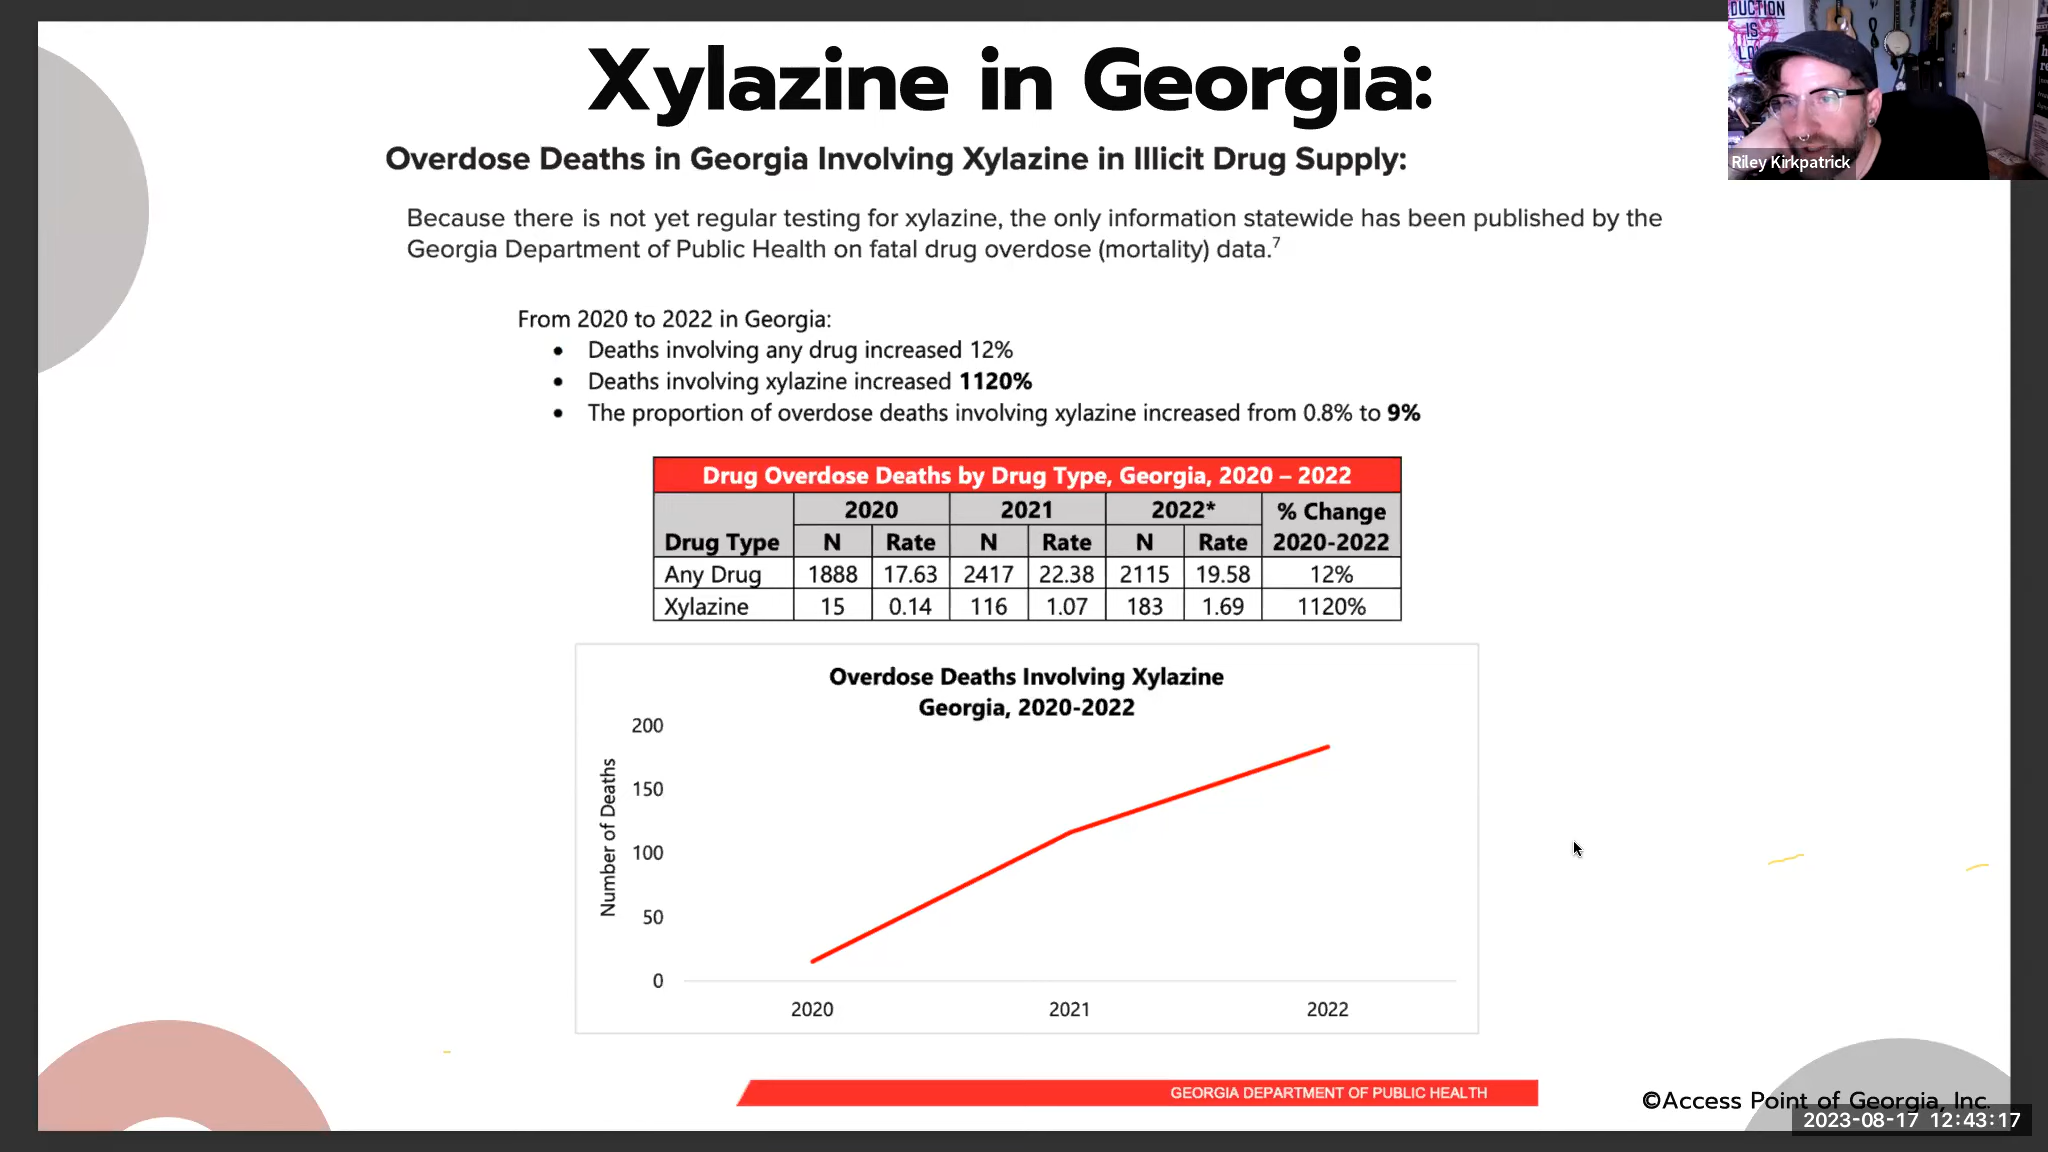 Xylazine in Georgia:
Overdose Deaths in Georgia Involving Xylazine in Illicit Drug Supply:
Because there is not yet regular testing for xylazine, the only information statewide has been published by the
Georgia Department of Public Health on fatal drug overdose (mortality) data.7
From 2020 to 2022 in Georgia:
• Deaths involving any drug increased 12%
• Deaths involving xylazine increased 1120%
• The proportion of overdose deaths involving xylazine increased from 0.8% to 9%
Drug Overdose Deaths by Drug Type, Georgia, 2020 – 2022
2020 2021 2022* % Change
Drug Type N Rate N Rate N Rate 2020-2022
Any Drug 1888 17.63 2417 22.38 2115 19.58 12%
Xylazine 15 0.14 116 1.07 183 1.69 1120%
Overdose Deaths Involving Xylazine
Georgia, 2020-2022
Number of Deaths
200
150
100
50
0
2020 2021 2022
GEORGIA DEPARTMENT OF PUBLIC HEALTH
©Access Point of Georgia, Inc.
2023-08-17 12:43:17
DUCTION
IS
LO
Riley Kirkpatrick